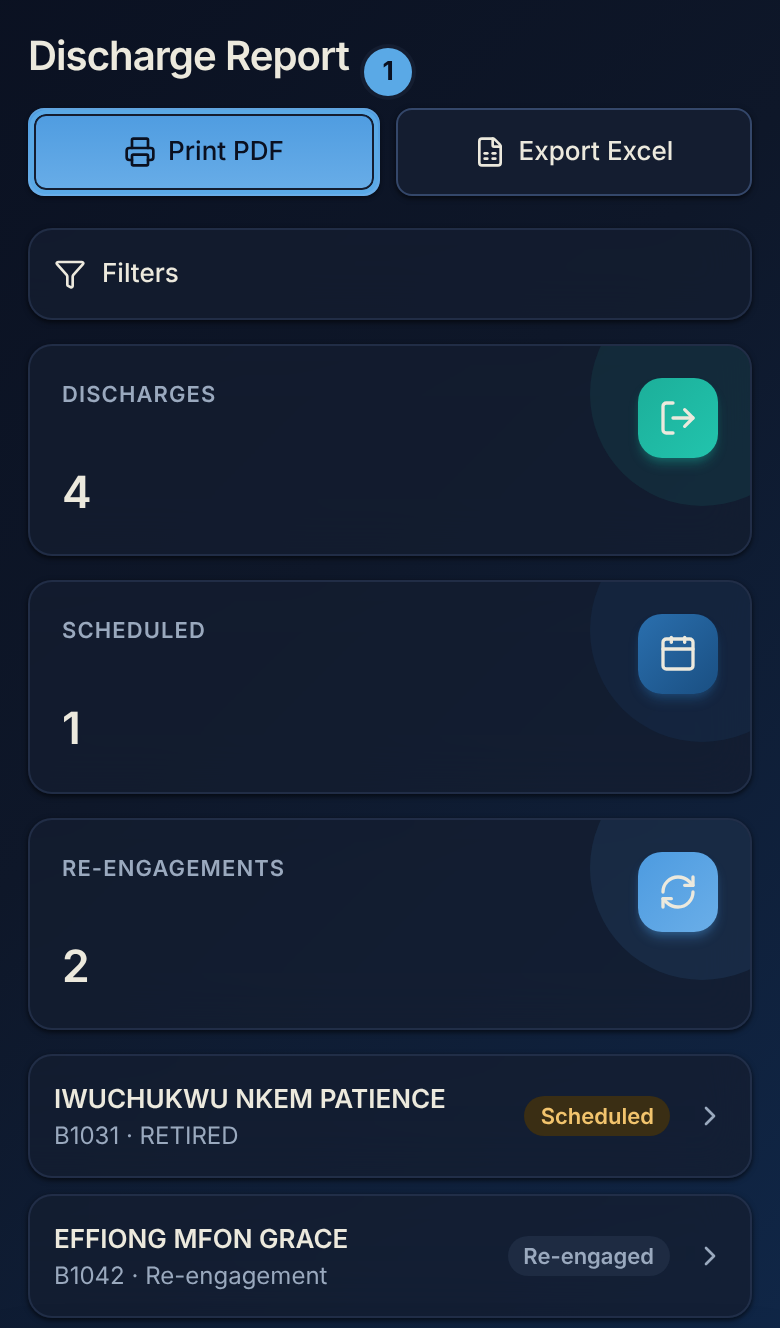 Discharge Report
1
Print PDF
Export Excel
Filters
DISCHARGES
4
SCHEDULED
1
RE-ENGAGEMENTS
2
IWUCHUKWU NKEM PATIENCE
Scheduled
B1031 · RETIRED
EFFIONG MFON GRACE
Re-engaged
B1042 · Re-engagement